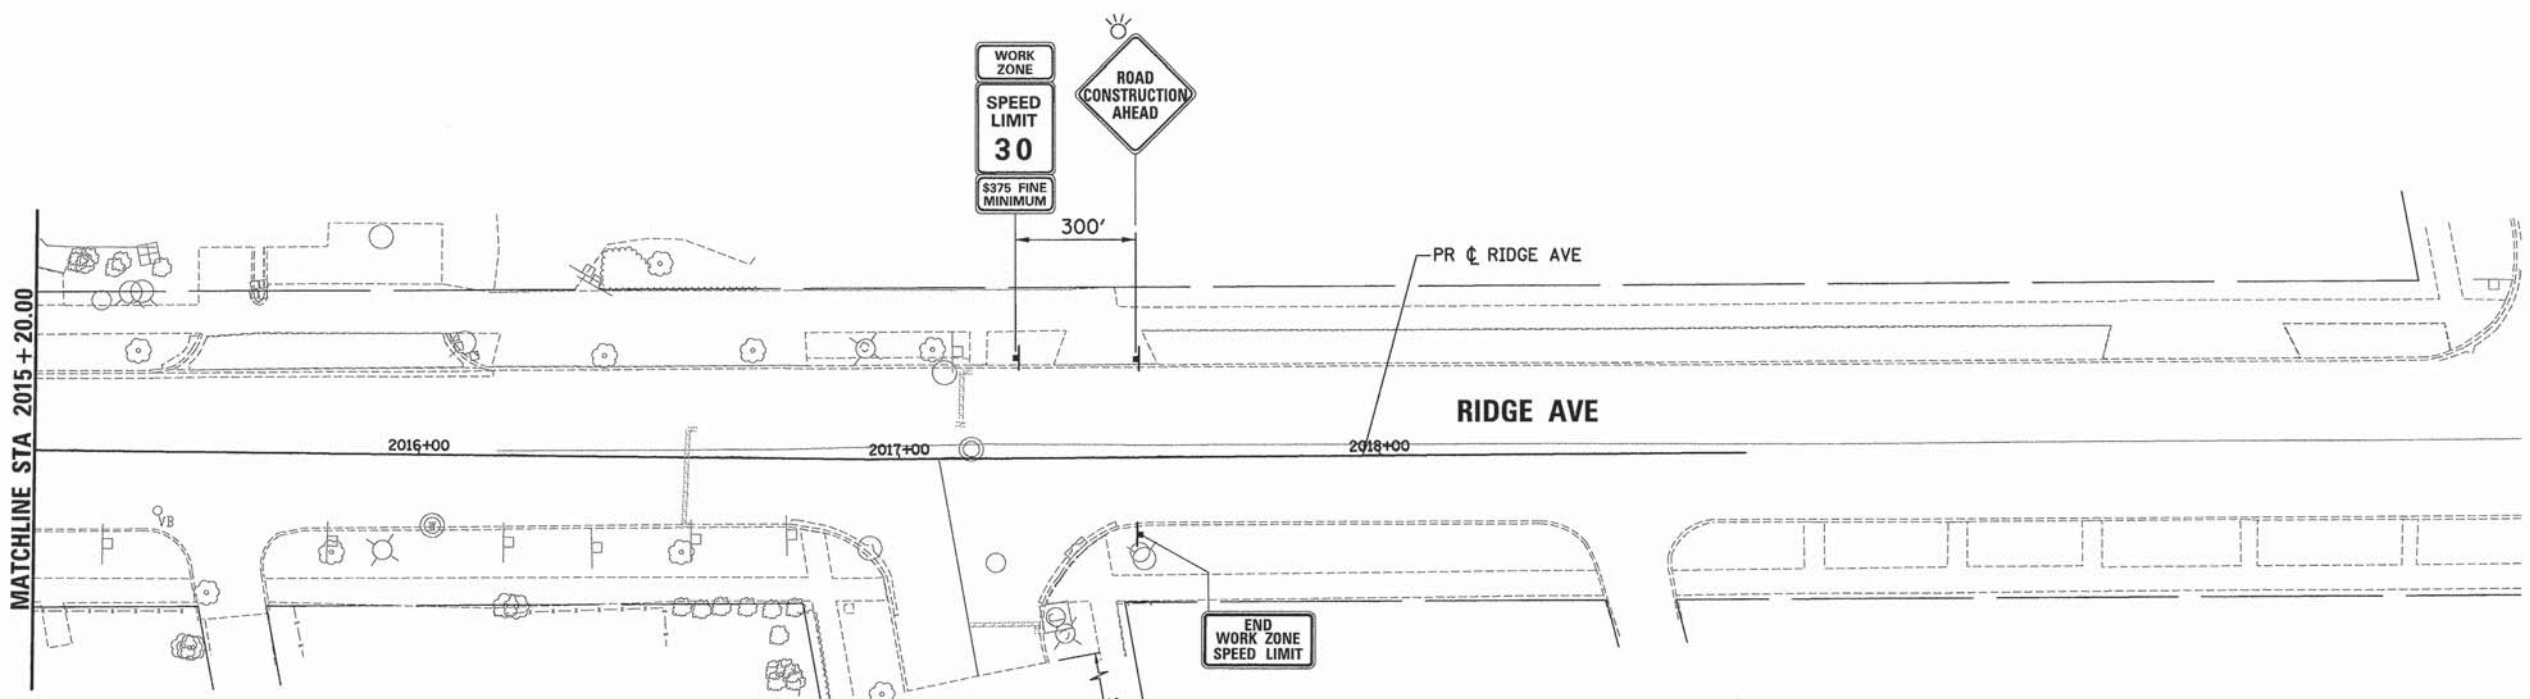 WORK
ZONE
SPEED
LIMIT
30
$375 FINE
MINIMUM
ROAD
CONSTRUCTION
AHEAD
300'
PR ℄ RIDGE AVE
MATCHLINE STA 2015+20.00
RIDGE AVE
2016+00
2017+00
2018+00
VB
W
END
WORK ZONE
SPEED LIMIT